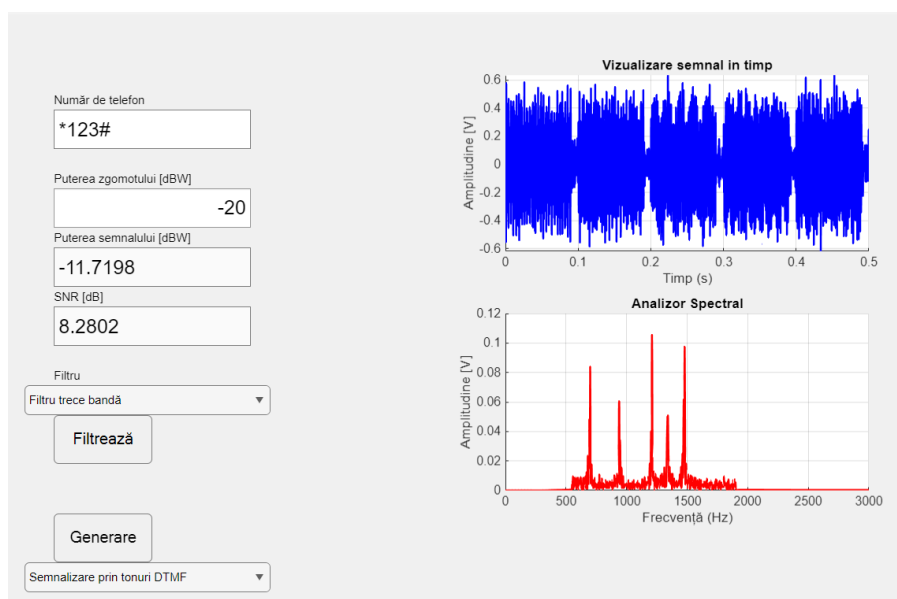 Număr de telefon
*123#
Puterea zgomotului [dBW]
-20
Puterea semnalului [dBW]
-11.7198
SNR [dB]
8.2802
Filtru
Filtru trece bandă
Filtrează
Generare
Semnalizare prin tonuri DTMF
Vizualizare semnal in timp
Amplitudine [V]
0.6
0.4
0.2
0
-0.2
-0.4
-0.6
0 0.1 0.2 0.3 0.4 0.5
Timp (s)
Analizor Spectral
Amplitudine [V]
0.12
0.1
0.08
0.06
0.04
0.02
0
0 500 1000 1500 2000 2500 3000
Frecvență (Hz)